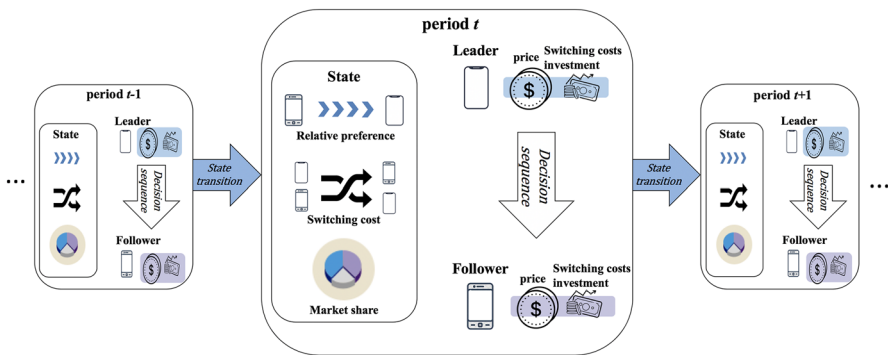 ...
period t-1
State
Leader
Decision
sequence
Follower
State
transition
period t
State
Relative preference
Switching cost
Market share
Leader
price
Switching costs
investment
$
Decision
sequence
Follower
price
Switching costs
investment
$
State
transition
period t+1
State
Leader
$
Decision
sequence
Follower
$
...